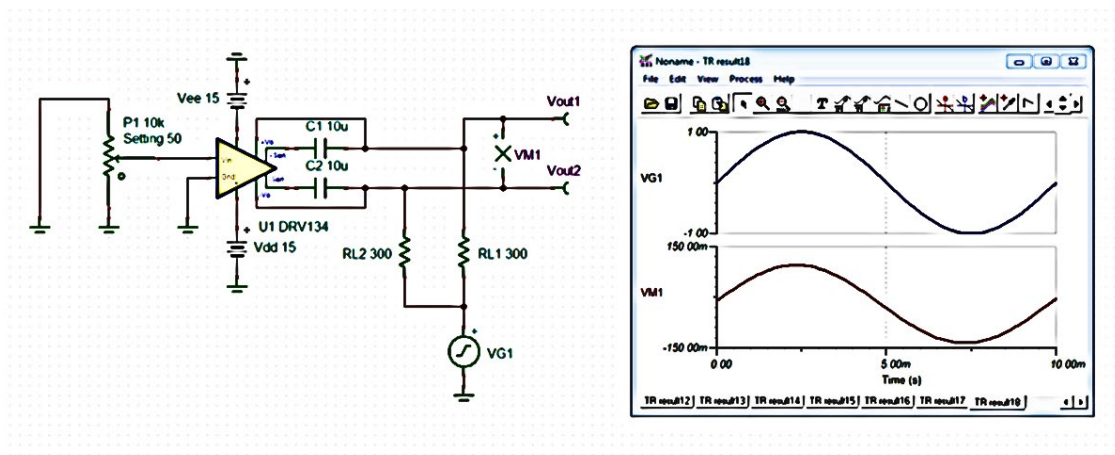 Vee 15
P1 10k
Setting 50
C1 10u
C2 10u
U1 DRV134
Vdd 15
Vout1
VM1
Vout2
RL2 300
RL1 300
VG1
Noname - TR result18
File Edit View Process Help
T
1.00
VG1
-1.00
150.00m
VM1
-150.00m
0.00 5.00m 10.00m
Time (s)
TR result12 TR result13 TR result14 TR result15 TR result16 TR result17 TR result18